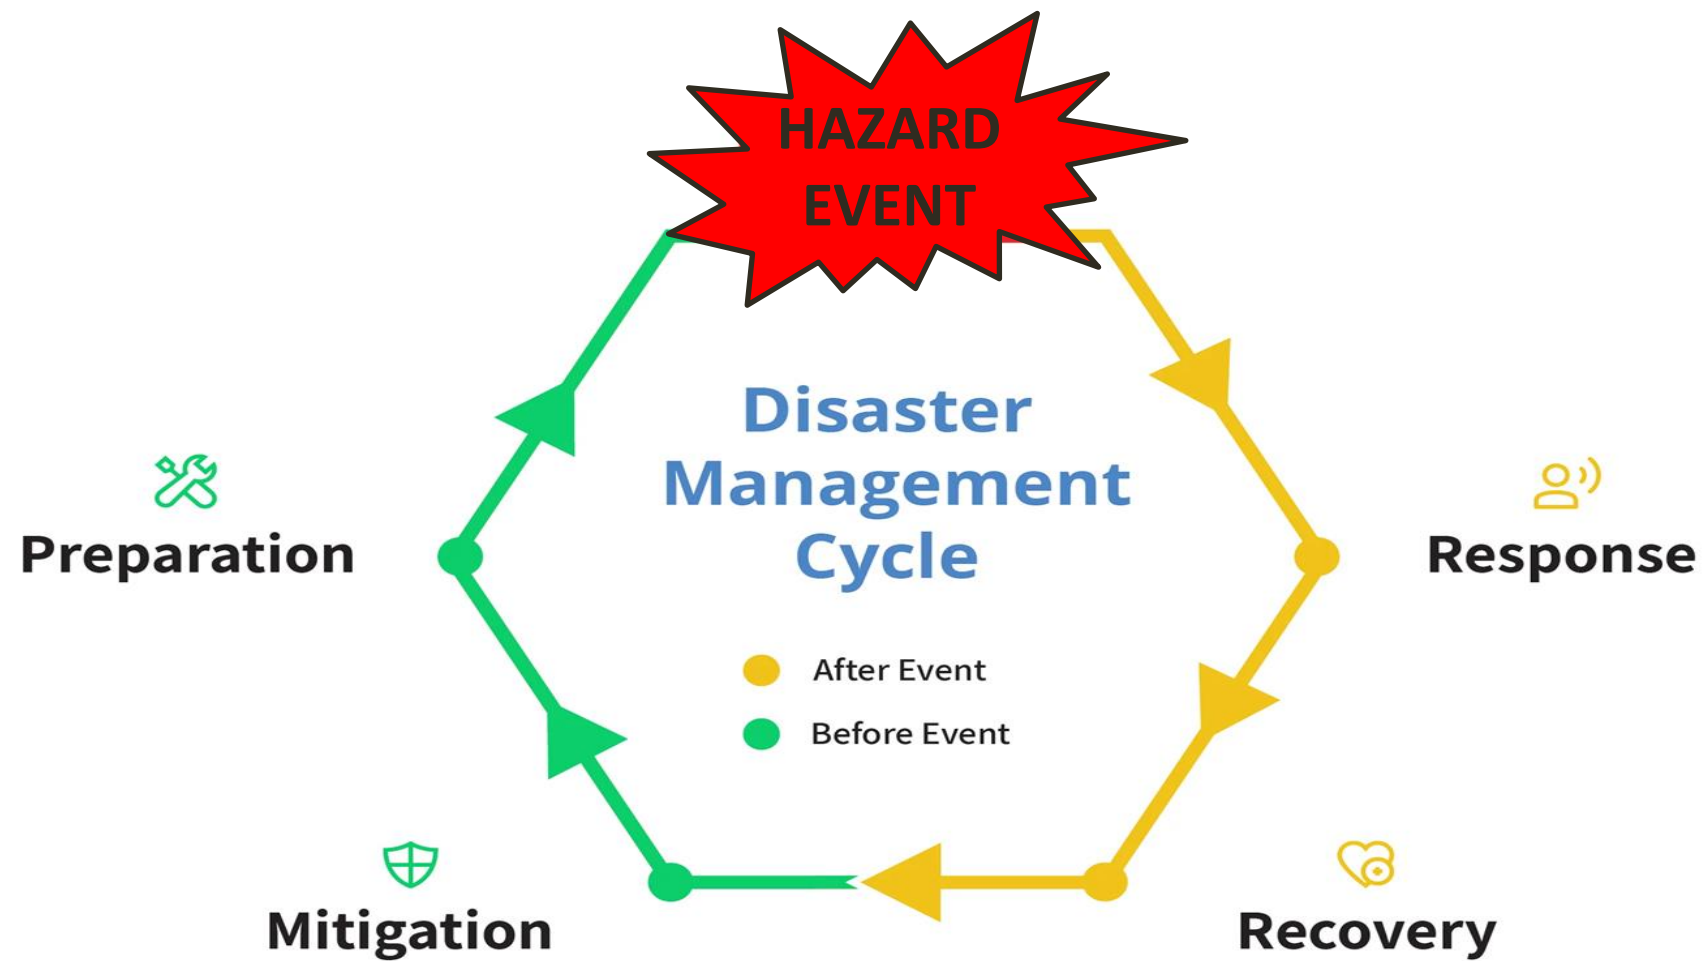 HAZARD
EVENT
Disaster
Management
Cycle
Preparation
Response
After Event
Before Event
Mitigation
Recovery